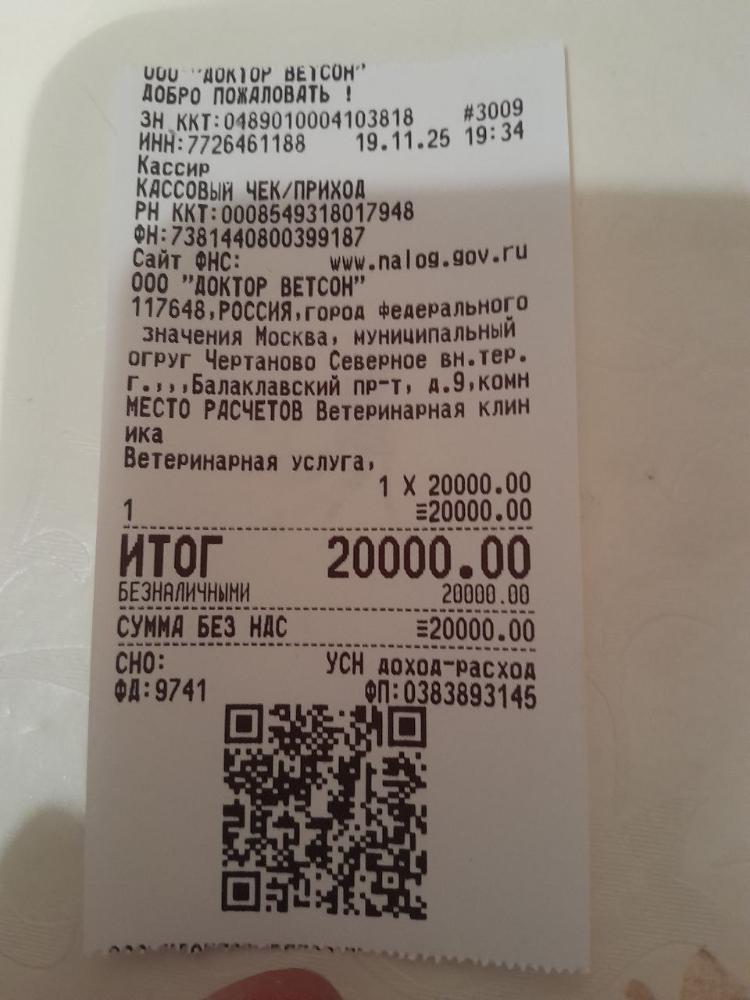 ООО "ДОКТОР ВЕТСОН"
ДОБРО ПОЖАЛОВАТЬ !
ЗН ККТ:0489010004103818 #3009
ИНН:7726461188 19.11.25 19:34
Кассир
КАССОВЫЙ ЧЕК/ПРИХОД
РН ККТ:0008549318017948
ФН:7381440800399187
Сайт ФНС: www.nalog.gov.ru
ООО "ДОКТОР ВЕТСОН"
117648,РОССИЯ,город федерального
значения Москва, муниципальный
огруг Чертаново Северное вн.тер.
г.,,,Балаклавский пр-т, д.9,комн
МЕСТО РАСЧЕТОВ Ветеринарная клин
ика
Ветеринарная услуга,
1 X 20000.00
1 =20000.00
ИТОГ 20000.00
БЕЗНАЛИЧНЫМИ 20000.00
СУММА БЕЗ НДС =20000.00
СНО: УСН доход-расход
ФД:9741 ФП:0383893145